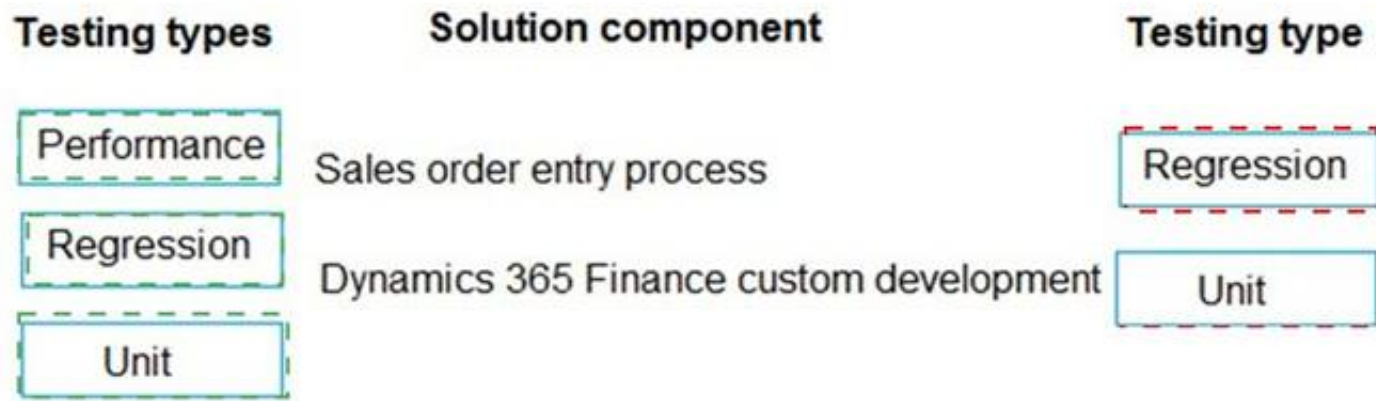 Testing types
Solution component
Testing type
Performance
Sales order entry process
Regression
Regression
Dynamics 365 Finance custom development
Unit
Unit